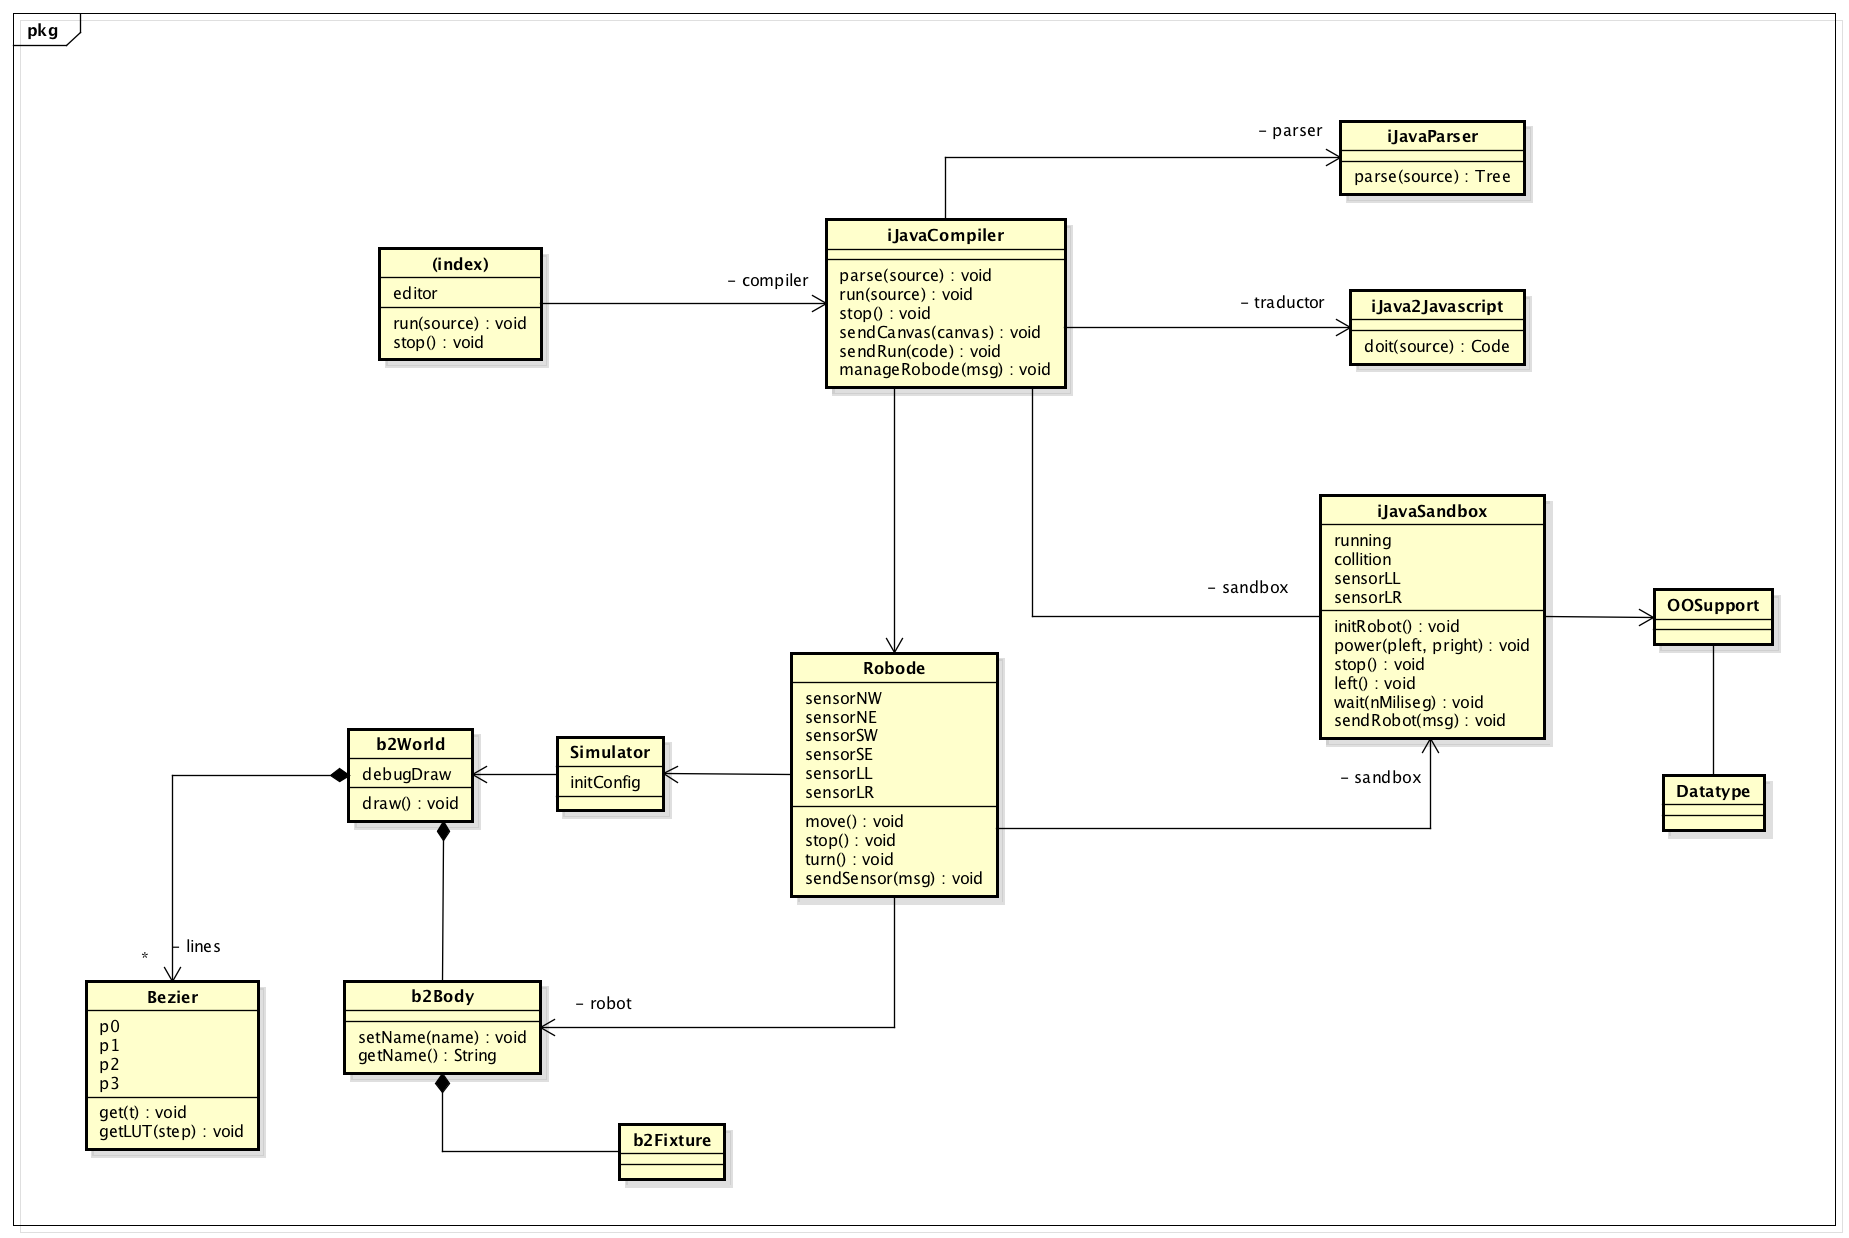 pkg
- parser
iJavaParser
parse(source) : Tree
iJavaCompiler
parse(source) : void
run(source) : void
stop() : void
sendCanvas(canvas) : void
sendRun(code) : void
manageRobode(msg) : void
(index)
editor
run(source) : void
stop() : void
- compiler
- traductor
iJava2Javascript
doit(source) : Code
iJavaSandbox
running
collition
sensorLL
sensorLR
initRobot() : void
power(pleft, pright) : void
stop() : void
left() : void
wait(nMiliseg) : void
sendRobot(msg) : void
- sandbox
OOSupport
Datatype
- sandbox
Robode
sensorNW
sensorNE
sensorSW
sensorSE
sensorLL
sensorLR
move() : void
stop() : void
turn() : void
sendSensor(msg) : void
Simulator
initConfig
b2World
debugDraw
draw() : void
- lines
*
Bezier
p0
p1
p2
p3
get(t) : void
getLUT(step) : void
b2Body
setName(name) : void
getName() : String
- robot
b2Fixture